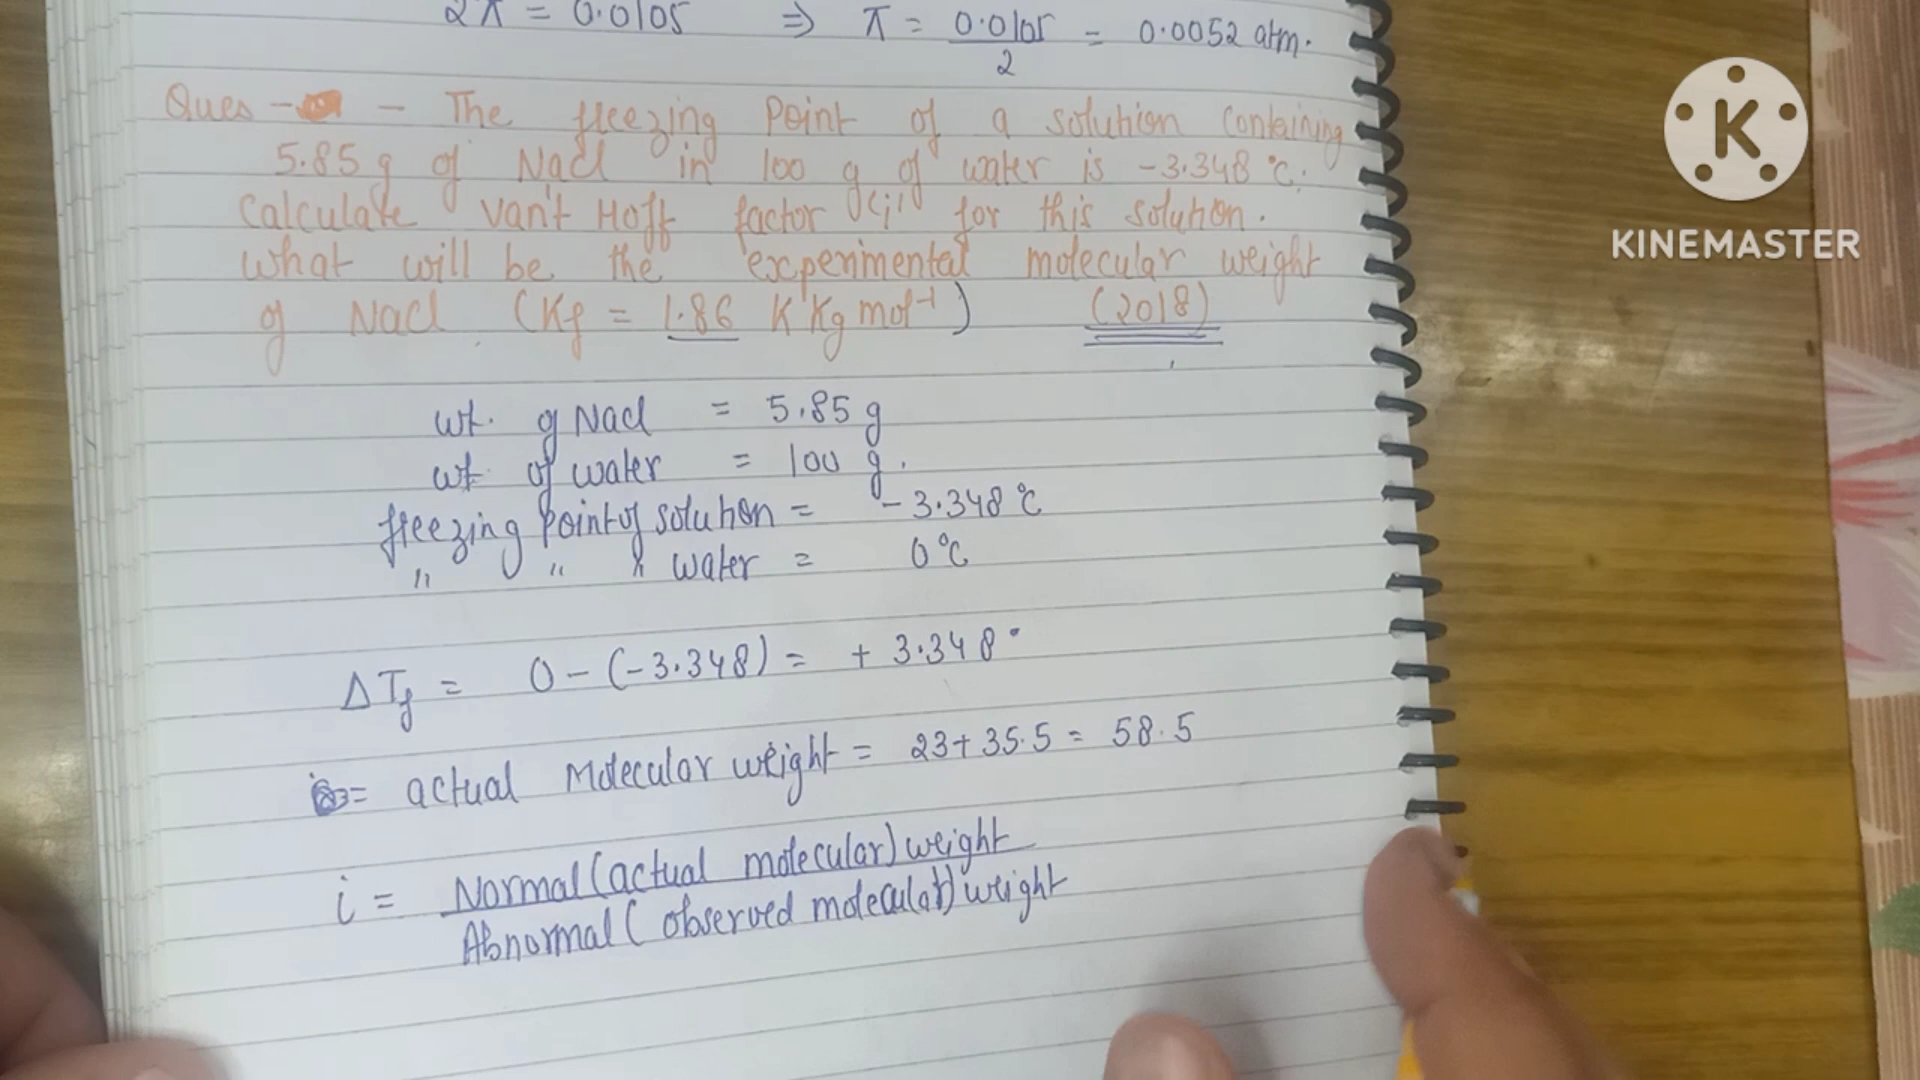 2π = 0.0105 ⇒ π = 0.0105 / 2 = 0.0052 atm.
Ques - - The freezing Point of a solution Containing
5.85 g of Nacl in 100 g of water is -3.348 °C.
Calculate van't Hoff factor (i) for this solution.
what will be the experimental molecular weight
of Nacl (Kf = 1.86 K Kg mol⁻¹) (2018)
wt. of Nacl = 5.85 g
wt of water = 100 g.
freezing point of solution = -3.348 °C
" " " water = 0 °C
ΔTf = 0 - (-3.348) = + 3.348°
= actual Molecular weight = 23 + 35.5 = 58.5
i = Normal (actual molecular) weight
Abnormal (observed molecular) weight
K
KINEMASTER